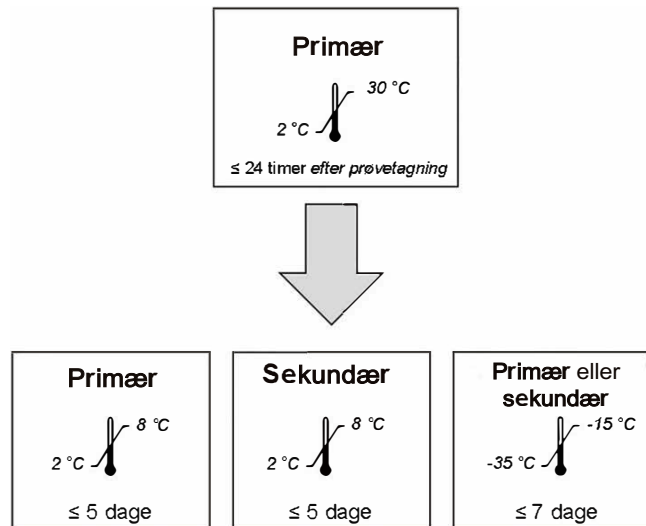 Primær
30 °C
2 °C
≤ 24 timer efter prøvetagning
Primær
8 °C
2 °C
≤ 5 dage
Sekundær
8 °C
2 °C
≤ 5 dage
Primær eller
sekundær
-15 °C
-35 °C
≤ 7 dage